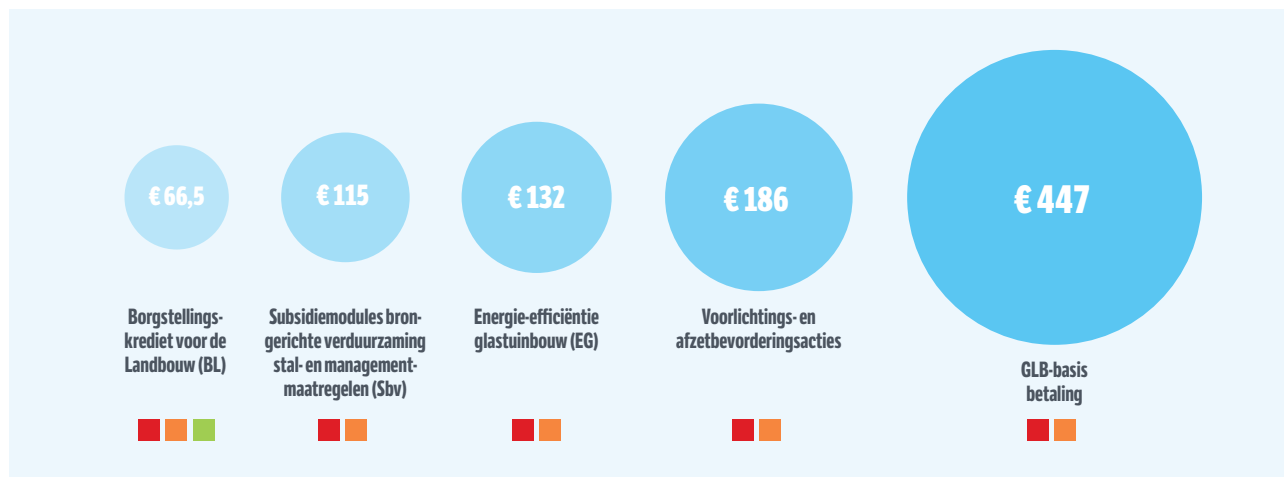 € 66,5
€ 115
€ 132
€ 186
€ 447
Borgstellings-
krediet voor de
Landbouw (BL)
Subsidiemodules bron-
gerichte verduurzaming
stal- en management-
maatregelen (Sbv)
Energie-efficiëntie
glastuinbouw (EG)
Voorlichtings- en
afzetbevorderingsacties
GLB-basis
betaling